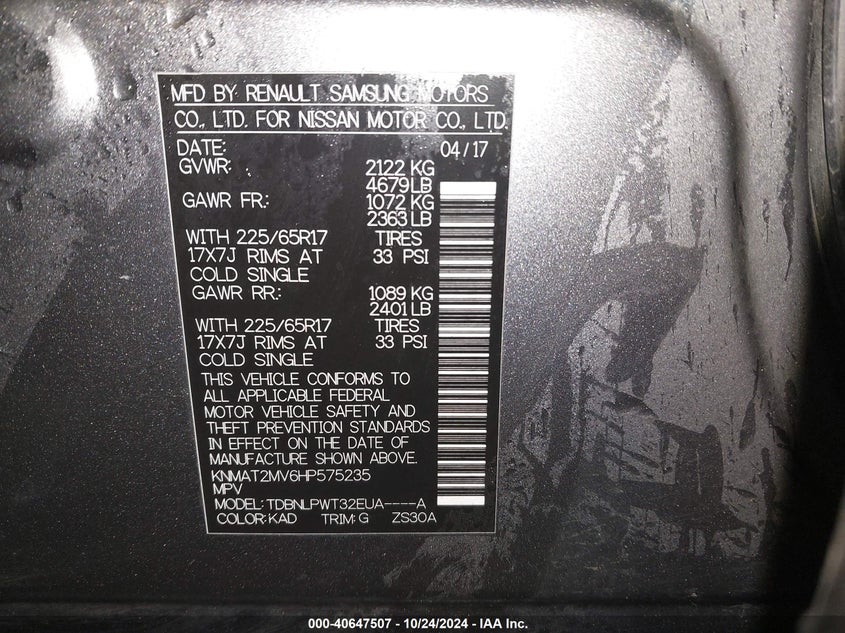 MFD BY RENAULT SAMSUNG MOTORS
CO., LTD. FOR NISSAN MOTOR CO., LTD.
DATE: 04/17
GVWR: 2122 KG
4679 LB
GAWR FR: 1072 KG
2363 LB
WITH 225/65R17 TIRES
17X7J RIMS AT 33 PSI
COLD SINGLE
GAWR RR.: 1089 KG
2401 LB
WITH 225/65R17 TIRES
17X7J RIMS AT 33 PSI
COLD SINGLE
THIS VEHICLE CONFORMS TO
ALL APPLICABLE FEDERAL
MOTOR VEHICLE SAFETY AND
THEFT PREVENTION STANDARDS
IN EFFECT ON THE DATE OF
MANUFACTURE SHOWN ABOVE.
KNMAT2MV6HP575235
MPV
MODEL: TDBNLPWT32EUA----A
COLOR: KAD TRIM: G ZS30A
000-40647507 - 10/24/2024 - IAA Inc.